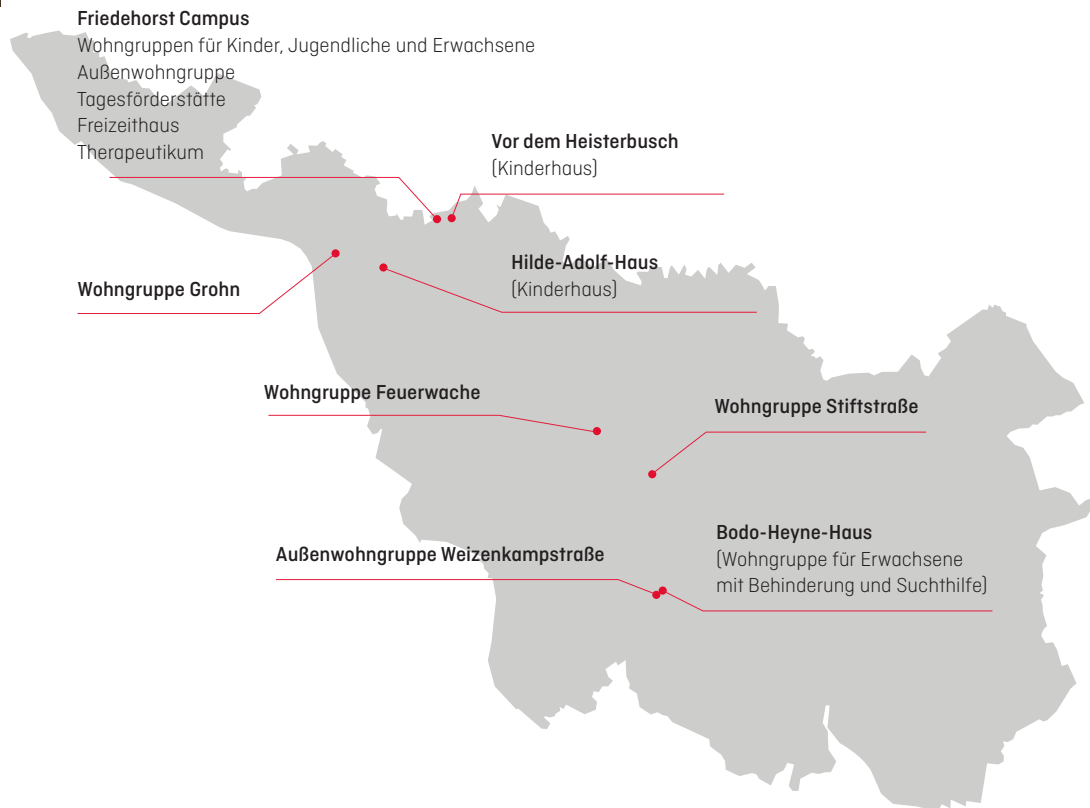 Friedehorst Campus
Wohngruppen für Kinder, Jugendliche und Erwachsene
Außenwohngruppe
Tagesförderstätte
Freizeithaus
Therapeutikum
Vor dem Heisterbusch
(Kinderhaus)
Hilde-Adolf-Haus
(Kinderhaus)
Wohngruppe Grohn
Wohngruppe Feuerwache
Wohngruppe Stiftstraße
Bodo-Heyne-Haus
(Wohngruppe für Erwachsene
mit Behinderung und Suchthilfe)
Außenwohngruppe Weizenkampstraße